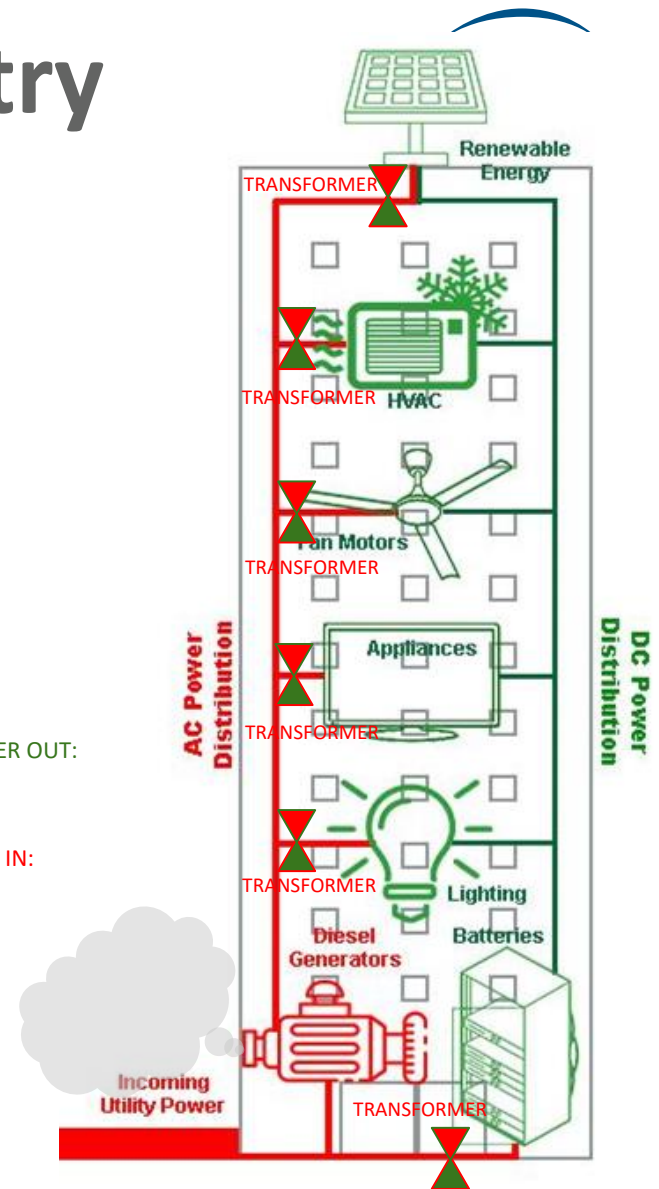 try
Renewable
Energy
TRANSFORMER
TRANSFORMER
HVAC
Fan Motors
TRANSFORMER
Appliances
AC Power
Distribution
DC Power
Distribution
TRANSFORMER
ER OUT:
IN:
TRANSFORMER
Lighting
Diesel
Generators
Batteries
Incoming
Utility Power
TRANSFORMER